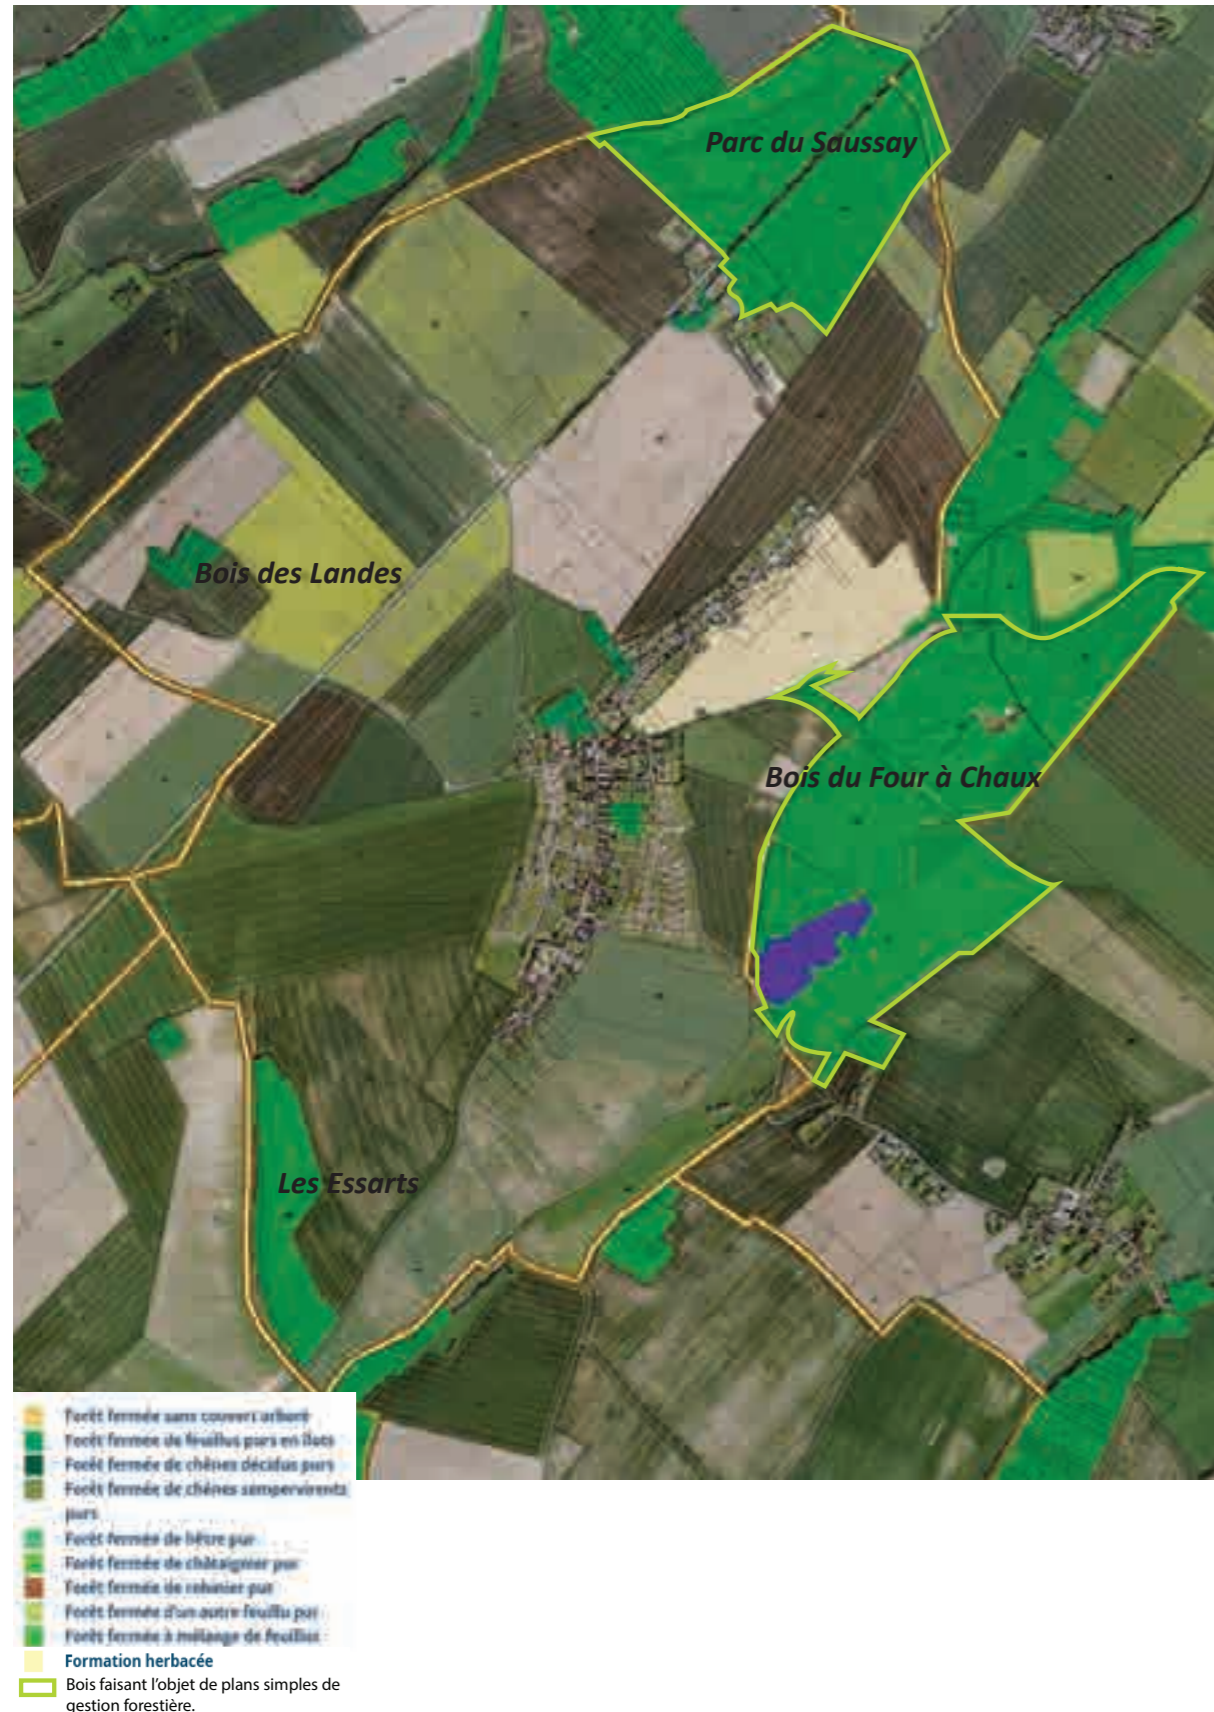 Parc du Saussay
Bois des Landes
Bois du Four à Chaux
Les Essarts
Forêt fermée sans couvert arboré
Forêt fermée de feuillus purs en îlots
Forêt fermée de chênes décidus purs
Forêt fermée de chênes sempervirents
purs
Forêt fermée de hêtre pur
Forêt fermée de châtaignier pur
Forêt fermée de robinier pur
Forêt fermée d'un autre feuillu pur
Forêt fermée à mélange de feuillus
Formation herbacée
Bois faisant l'objet de plans simples de
gestion forestière.